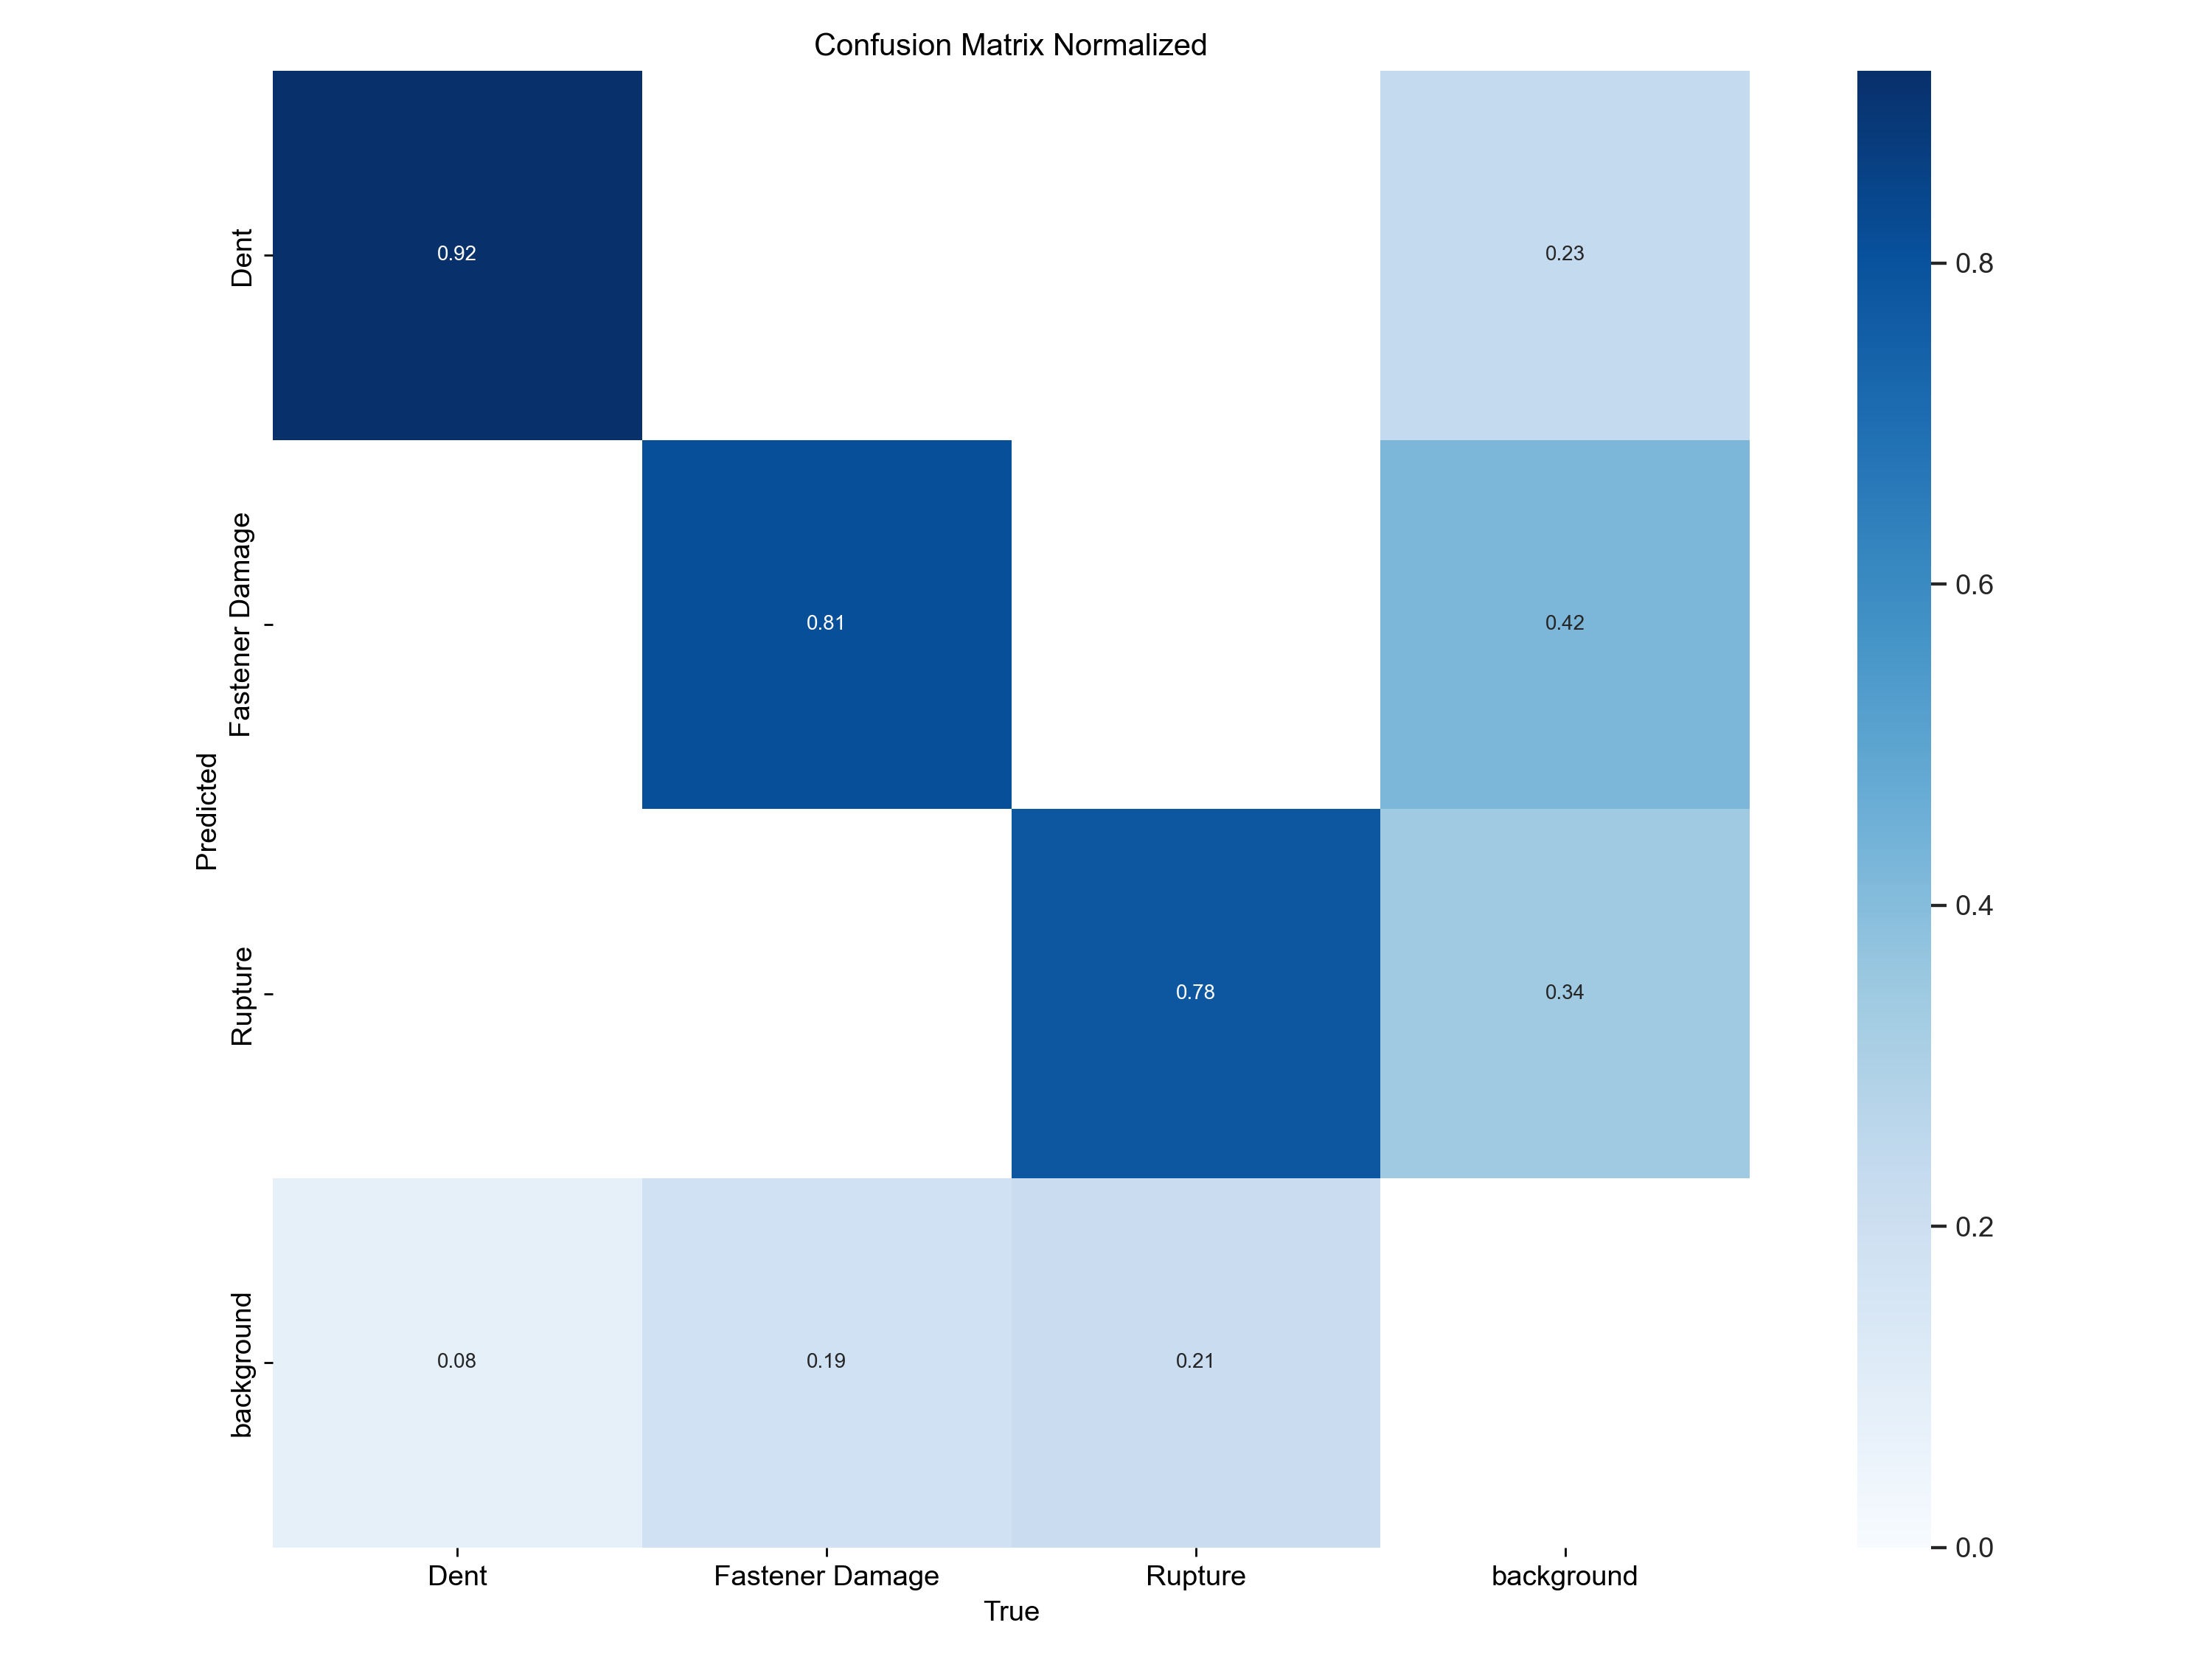 Confusion Matrix Normalized
Predicted
Dent
0.92
0.23
Fastener Damage
0.81
0.42
Rupture
0.78
0.34
background
0.08
0.19
0.21
Dent
Fastener Damage
Rupture
background
True
0.8
0.6
0.4
0.2
0.0